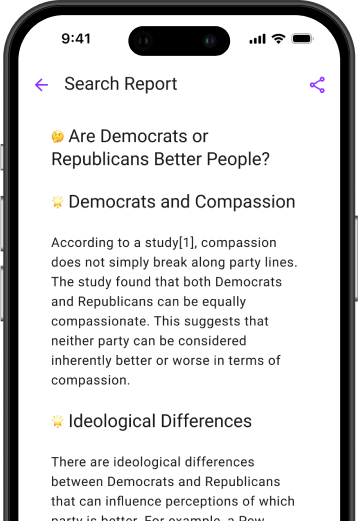 9:41
Search Report
🤔 Are Democrats or
Republicans Better People?
Democrats and Compassion
According to a study[1], compassion
does not simply break along party lines.
The study found that both Democrats
and Republicans can be equally
compassionate. This suggests that
neither party can be considered
inherently better or worse in terms of
compassion.
Ideological Differences
There are ideological differences
between Democrats and Republicans
that can influence perceptions of which
party is better. For example, a Pew